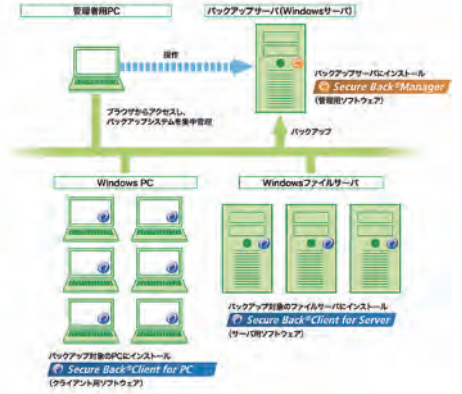 管理者用PC
バックアップサーバ(Windowsサーバ)
操作
バックアップサーバにインストール
Secure Back®Manager
(管理用ソフトウェア)
ブラウザからアクセスし、
バックアップシステムを集中管理
バックアップ
Windows PC
Windowsファイルサーバ
バックアップ対象のファイルサーバにインストール
Secure Back®Client for Server
(サーバ用ソフトウェア)
バックアップ対象のPCにインストール
Secure Back®Client for PC
(クライアント用ソフトウェア)